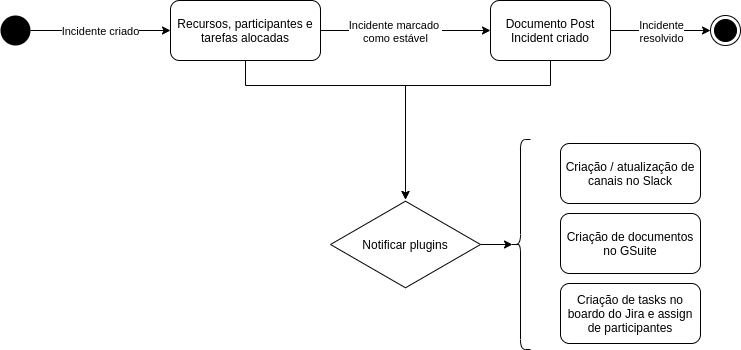 Incidente criado
Recursos, participantes e
tarefas alocadas
Incidente marcado
como estável
Documento Post
Incident criado
Incidente
resolvido
Notificar plugins
Criação / atualização de
canais no Slack
Criação de documentos
no GSuite
Criação de tasks no
boardo do Jira e assign
de participantes